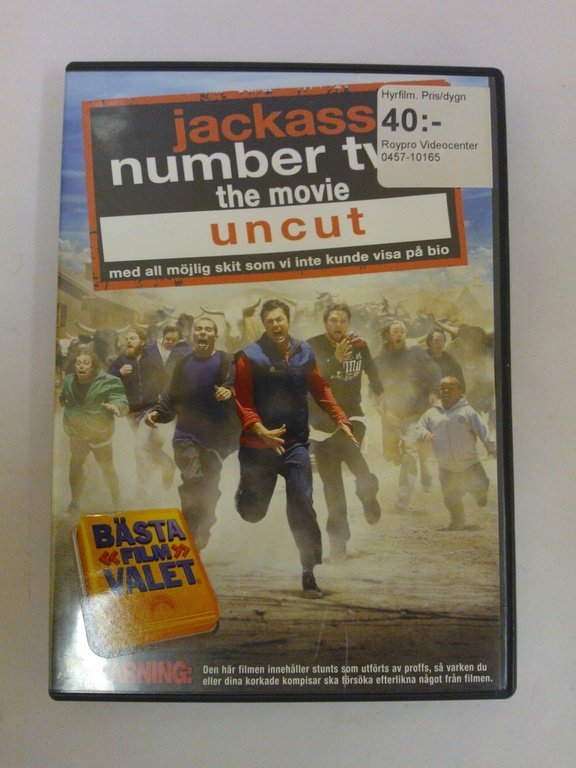 jackass
number tw
the movie
uncut
med all möjlig skit som vi inte kunde visa på bio
Hyrfilm. Pris/dygn
40:-
Roypro Videocenter
0457-10165
BÄSTA
«FILM»
VALET
WARNING: Den här filmen innehåller stunts som utförts av proffs, så varken du
eller dina korkade kompisar ska försöka efterlikna något från filmen.